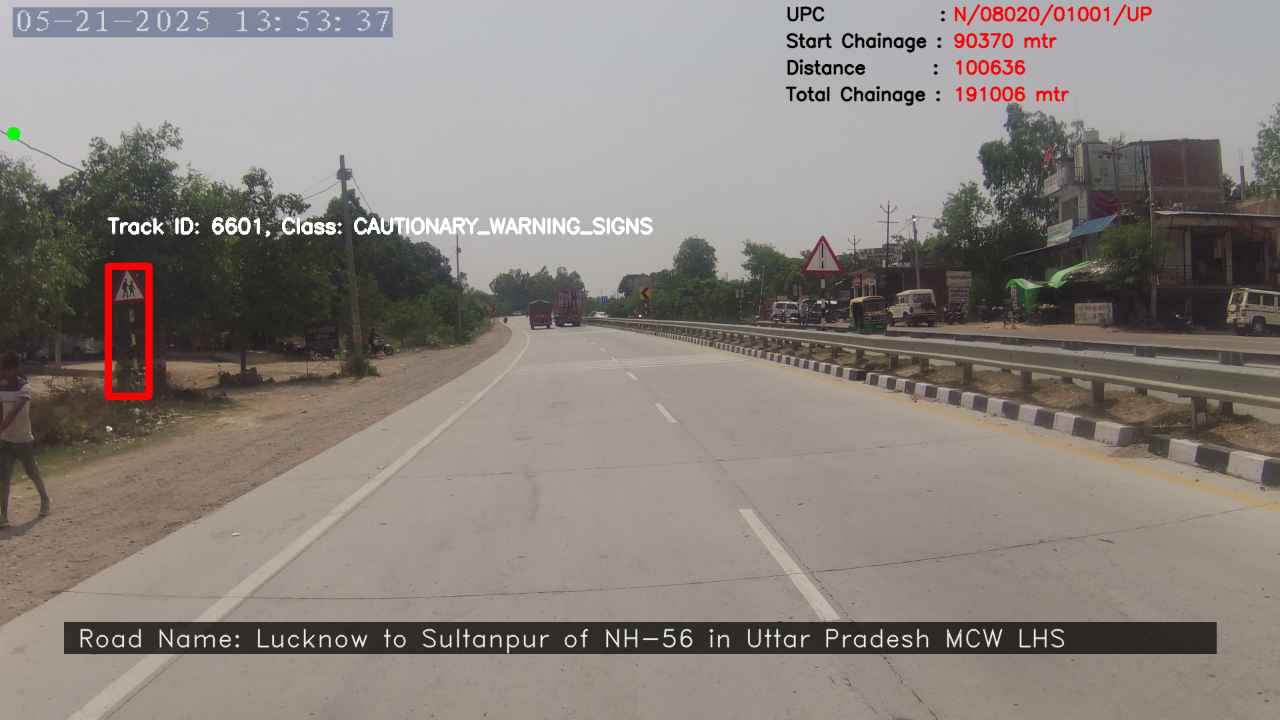 05-21-2025 13:53:37
UPC : N/08020/01001/UP
Start Chainage : 90370 mtr
Distance : 100636
Total Chainage : 191006 mtr
Track ID: 6601, Class: CAUTIONARY_WARNING_SIGNS
Road Name: Lucknow to Sultanpur of NH-56 in Uttar Pradesh MCW LHS